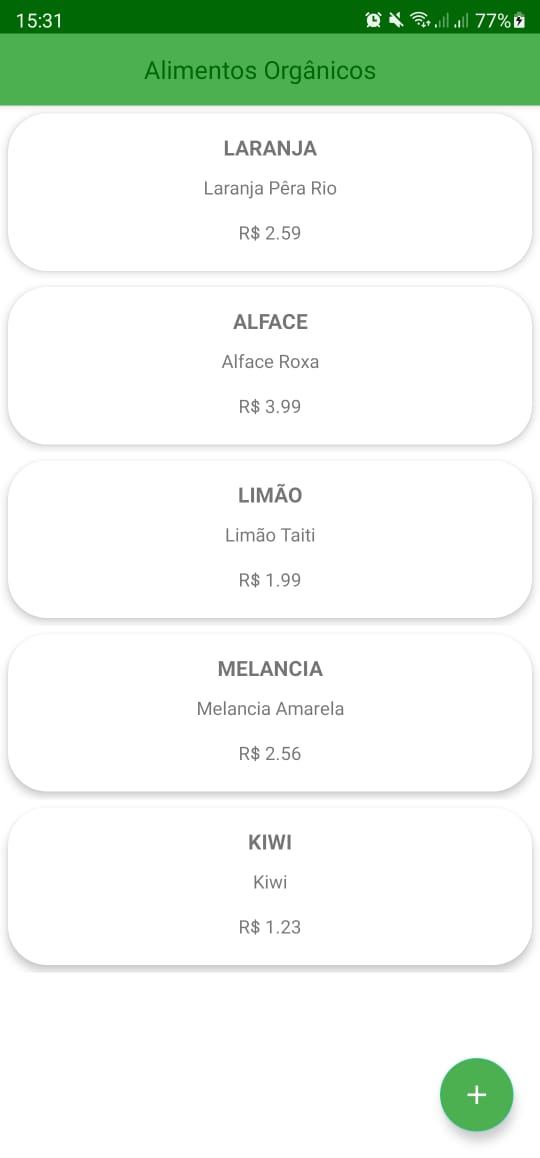 15:31
77%
Alimentos Orgânicos
LARANJA
Laranja Pêra Rio
R$ 2.59
ALFACE
Alface Roxa
R$ 3.99
LIMÃO
Limão Taiti
R$ 1.99
MELANCIA
Melancia Amarela
R$ 2.56
KIWI
Kiwi
R$ 1.23
+